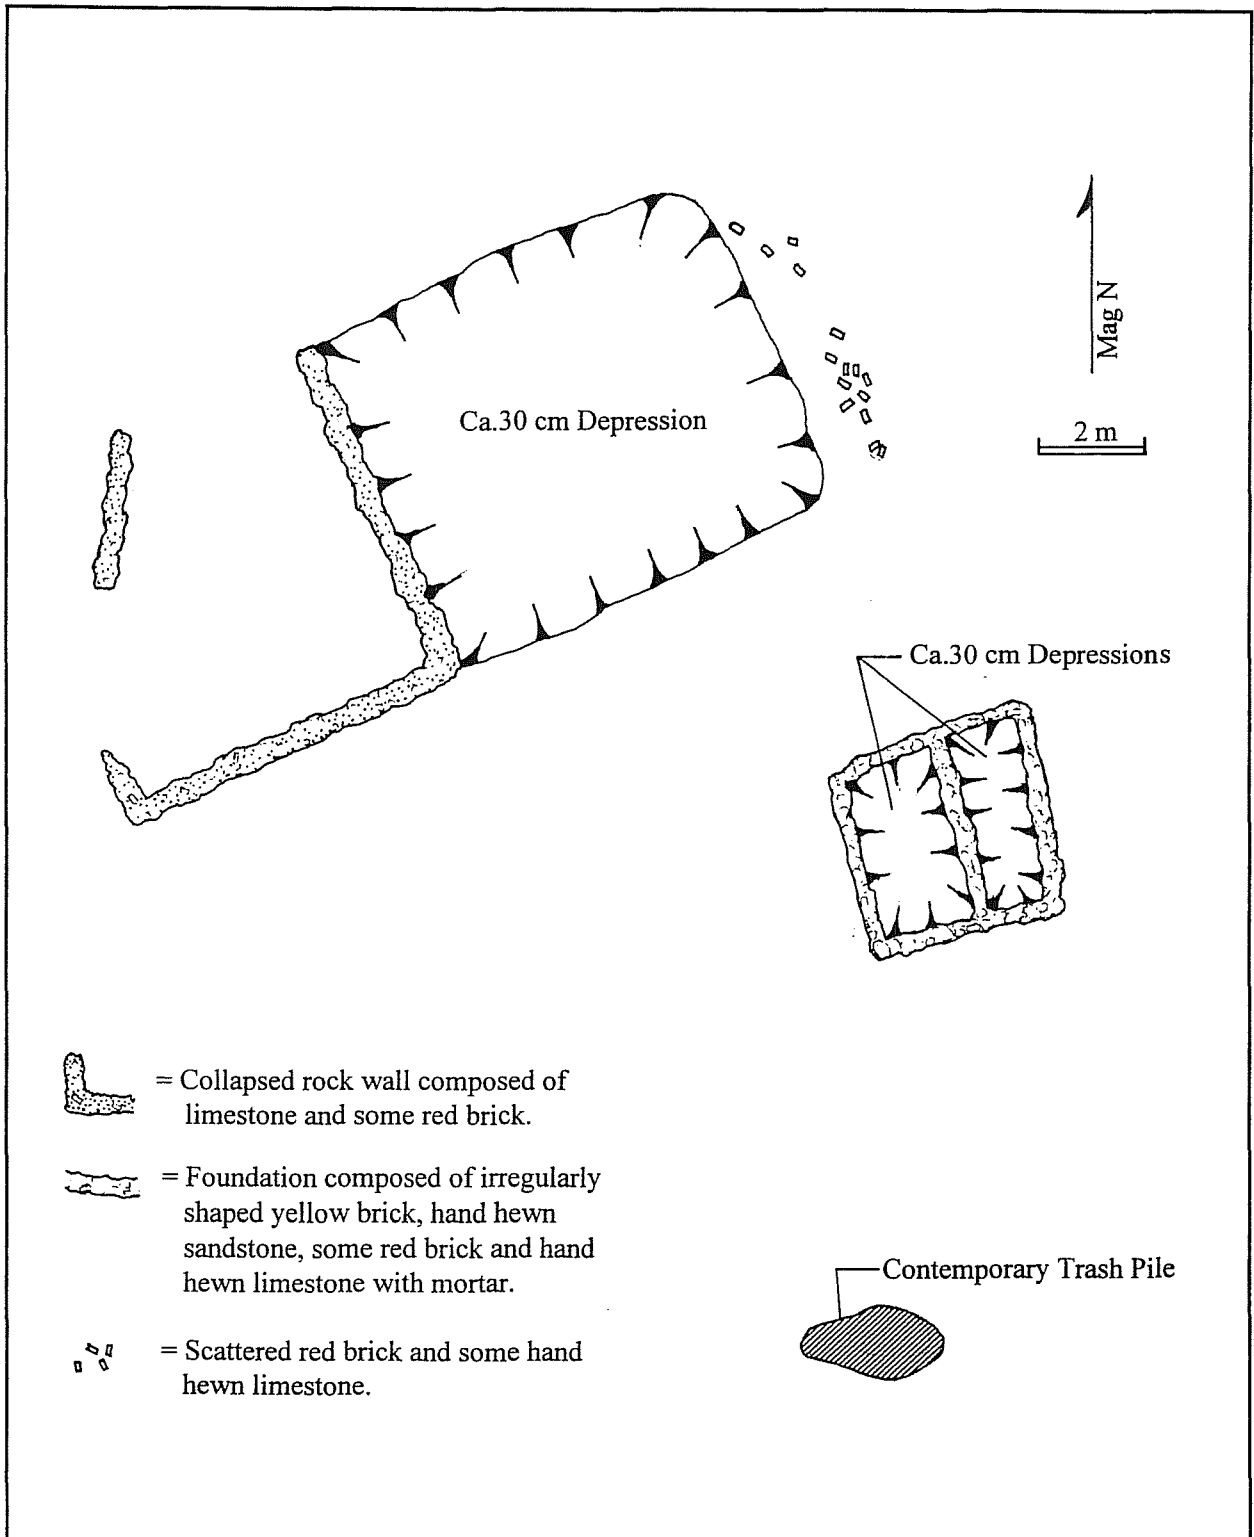 Mag N
Ca.30 cm Depression
2 m
Ca.30 cm Depressions
= Collapsed rock wall composed of
limestone and some red brick.
= Foundation composed of irregularly
shaped yellow brick, hand hewn
sandstone, some red brick and hand
hewn limestone with mortar.
Contemporary Trash Pile
= Scattered red brick and some hand
hewn limestone.